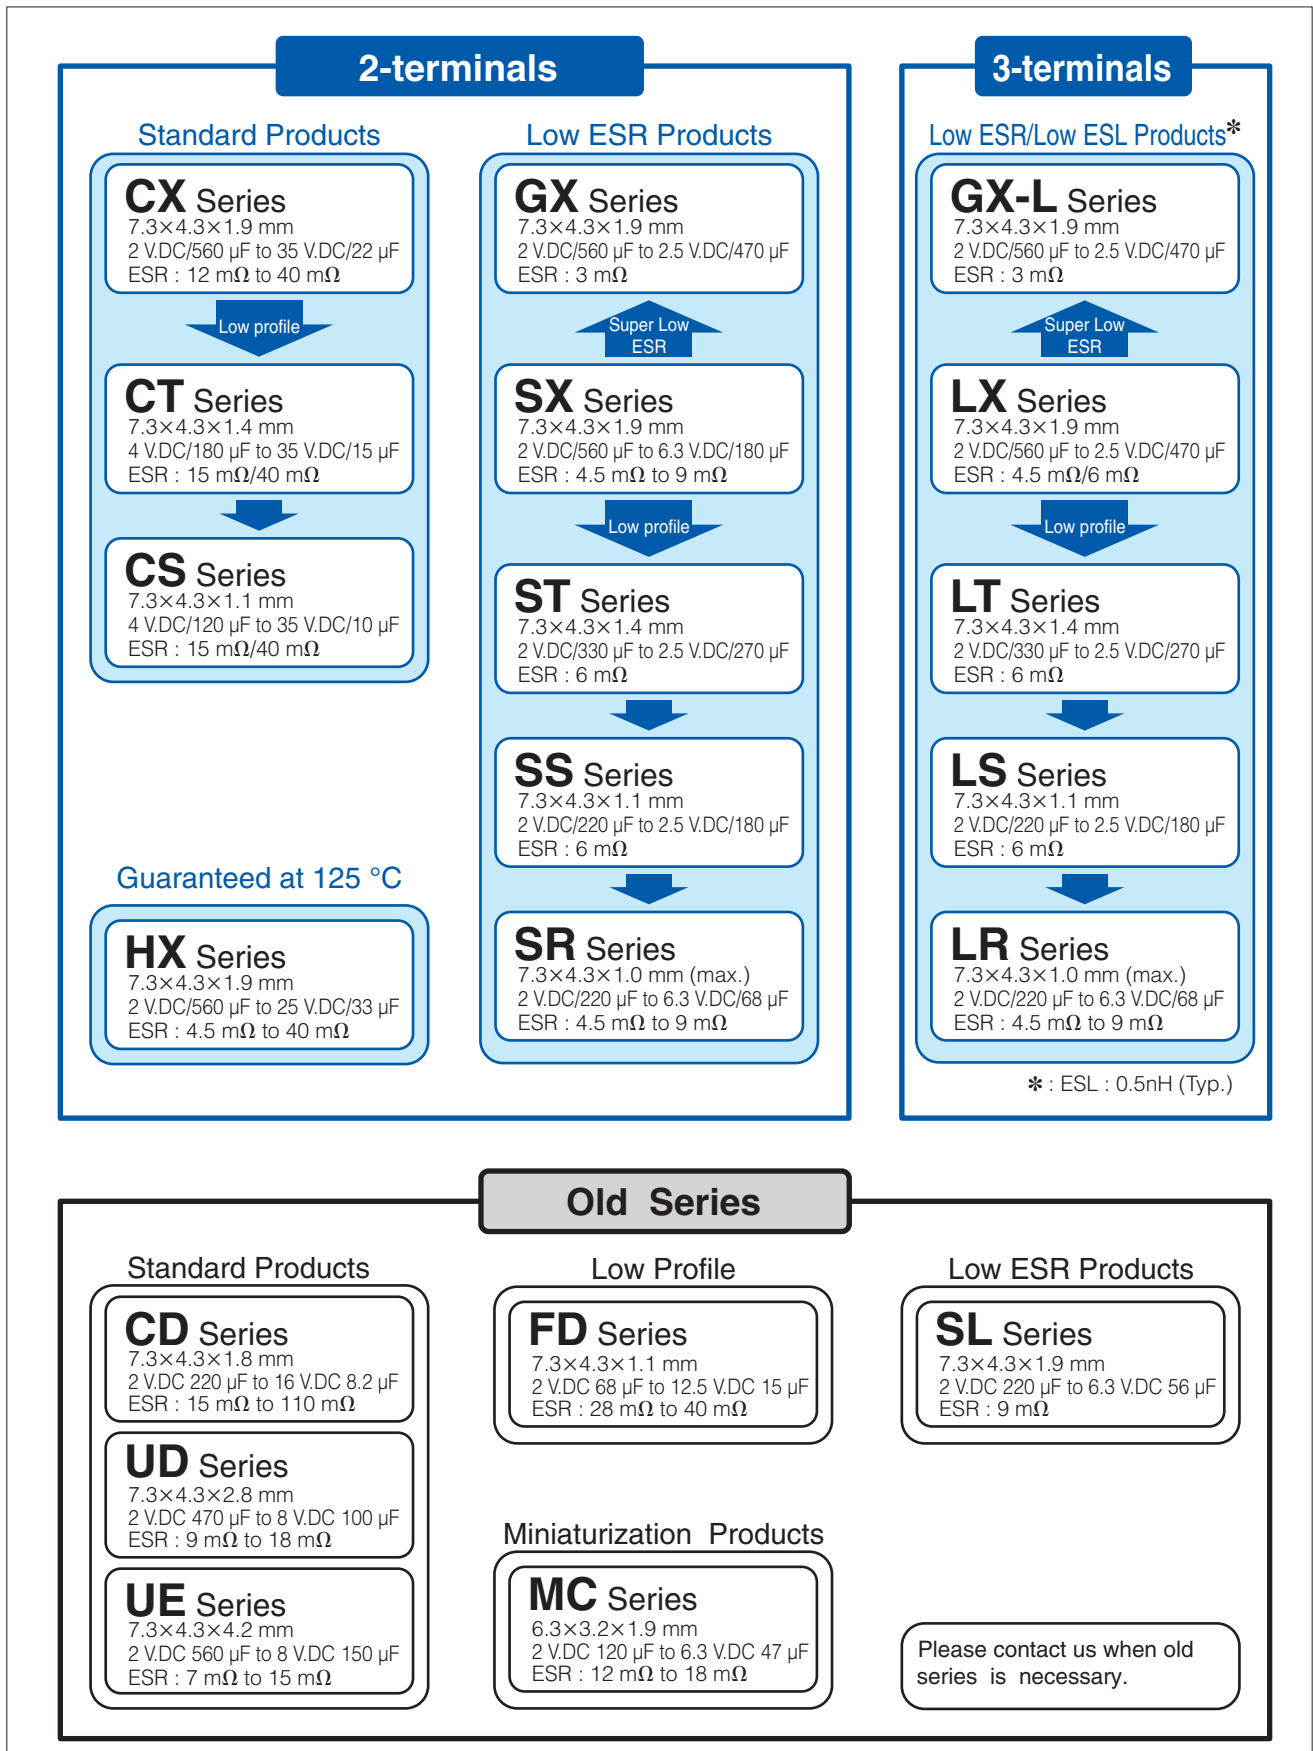 2-terminals
Standard Products
CX Series
7.3×4.3×1.9 mm
2 V.DC/560 µF to 35 V.DC/22 µF
ESR : 12 mΩ to 40 mΩ
Low profile
CT Series
7.3×4.3×1.4 mm
4 V.DC/180 µF to 35 V.DC/15 µF
ESR : 15 mΩ/40 mΩ
CS Series
7.3×4.3×1.1 mm
4 V.DC/120 µF to 35 V.DC/10 µF
ESR : 15 mΩ/40 mΩ
Guaranteed at 125 °C
HX Series
7.3×4.3×1.9 mm
2 V.DC/560 µF to 25 V.DC/33 µF
ESR : 4.5 mΩ to 40 mΩ
Low ESR Products
GX Series
7.3×4.3×1.9 mm
2 V.DC/560 µF to 2.5 V.DC/470 µF
ESR : 3 mΩ
Super Low
ESR
SX Series
7.3×4.3×1.9 mm
2 V.DC/560 µF to 6.3 V.DC/180 µF
ESR : 4.5 mΩ to 9 mΩ
Low profile
ST Series
7.3×4.3×1.4 mm
2 V.DC/330 µF to 2.5 V.DC/270 µF
ESR : 6 mΩ
SS Series
7.3×4.3×1.1 mm
2 V.DC/220 µF to 2.5 V.DC/180 µF
ESR : 6 mΩ
SR Series
7.3×4.3×1.0 mm (max.)
2 V.DC/220 µF to 6.3 V.DC/68 µF
ESR : 4.5 mΩ to 9 mΩ
3-terminals
Low ESR/Low ESL Products✻
GX-L Series
7.3×4.3×1.9 mm
2 V.DC/560 µF to 2.5 V.DC/470 µF
ESR : 3 mΩ
Super Low
ESR
LX Series
7.3×4.3×1.9 mm
2 V.DC/560 µF to 2.5 V.DC/470 µF
ESR : 4.5 mΩ/6 mΩ
Low profile
LT Series
7.3×4.3×1.4 mm
2 V.DC/330 µF to 2.5 V.DC/270 µF
ESR : 6 mΩ
LS Series
7.3×4.3×1.1 mm
2 V.DC/220 µF to 2.5 V.DC/180 µF
ESR : 6 mΩ
LR Series
7.3×4.3×1.0 mm (max.)
2 V.DC/220 µF to 6.3 V.DC/68 µF
ESR : 4.5 mΩ to 9 mΩ
✻ : ESL : 0.5nH (Typ.)
Old Series
Standard Products
CD Series
7.3×4.3×1.8 mm
2 V.DC 220 µF to 16 V.DC 8.2 µF
ESR : 15 mΩ to 110 mΩ
UD Series
7.3×4.3×2.8 mm
2 V.DC 470 µF to 8 V.DC 100 µF
ESR : 9 mΩ to 18 mΩ
UE Series
7.3×4.3×4.2 mm
2 V.DC 560 µF to 8 V.DC 150 µF
ESR : 7 mΩ to 15 mΩ
Low Profile
FD Series
7.3×4.3×1.1 mm
2 V.DC 68 µF to 12.5 V.DC 15 µF
ESR : 28 mΩ to 40 mΩ
Miniaturization Products
MC Series
6.3×3.2×1.9 mm
2 V.DC 120 µF to 6.3 V.DC 47 µF
ESR : 12 mΩ to 18 mΩ
Low ESR Products
SL Series
7.3×4.3×1.9 mm
2 V.DC 220 µF to 6.3 V.DC 56 µF
ESR : 9 mΩ
Please contact us when old
series is necessary.